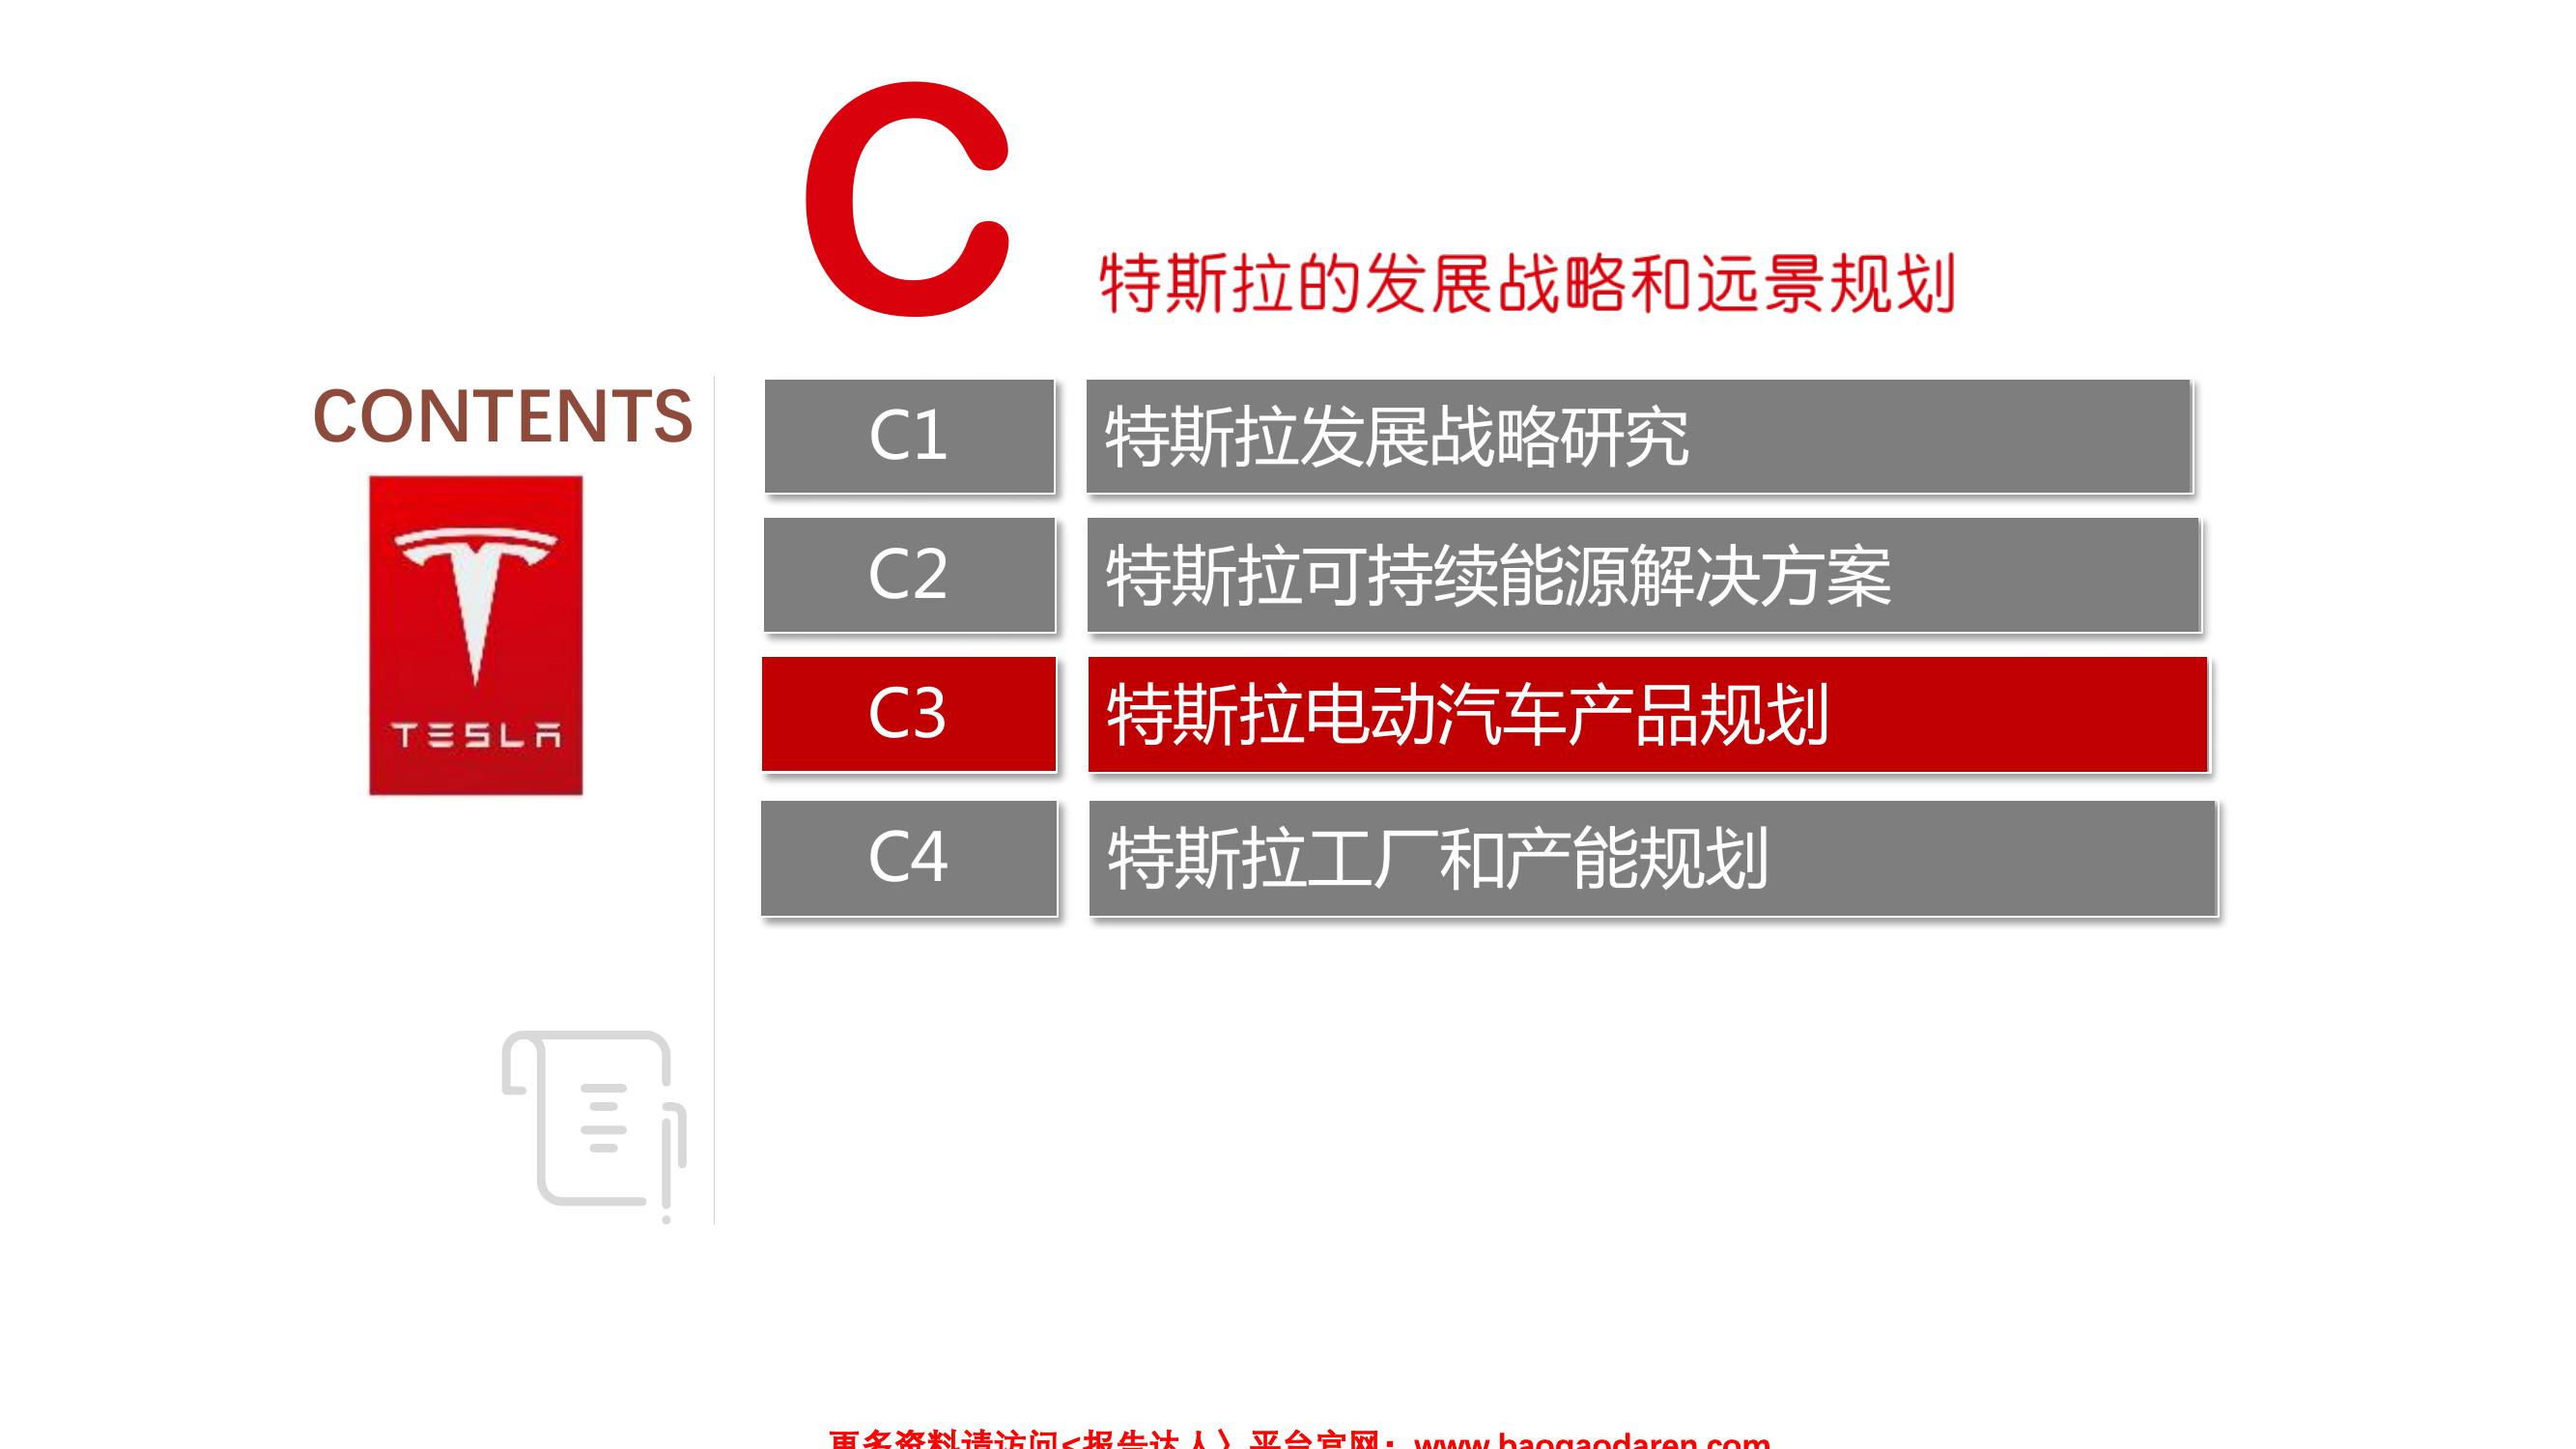 C
特斯拉的发展战略和远景规划
CONTENTS
TESLA
C1 特斯拉发展战略研究
C2 特斯拉可持续能源解决方案
C3 特斯拉电动汽车产品规划
C4 特斯拉工厂和产能规划
更多资料请访问<报告达人〉平台官网：www.baogaodaren.com